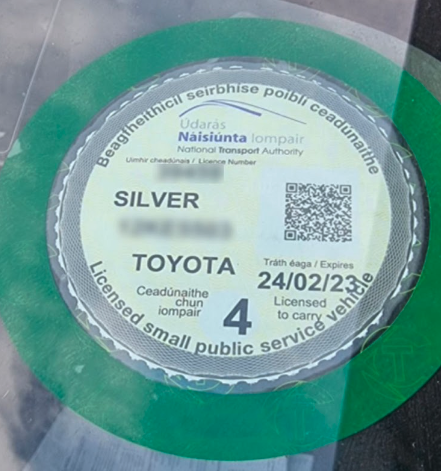 Beagfheithicil seirbhíse poiblí ceadúnaithe
Údarás
Náisiúnta Iompair
National Transport Authority
Uimhir cheadúnais / Licence Number
SILVER
TOYOTA
Tráth éaga / Expires
24/02/23
Ceadúnaithe
chun
iompair
4
Licensed
to carry
Licensed small public service vehicle